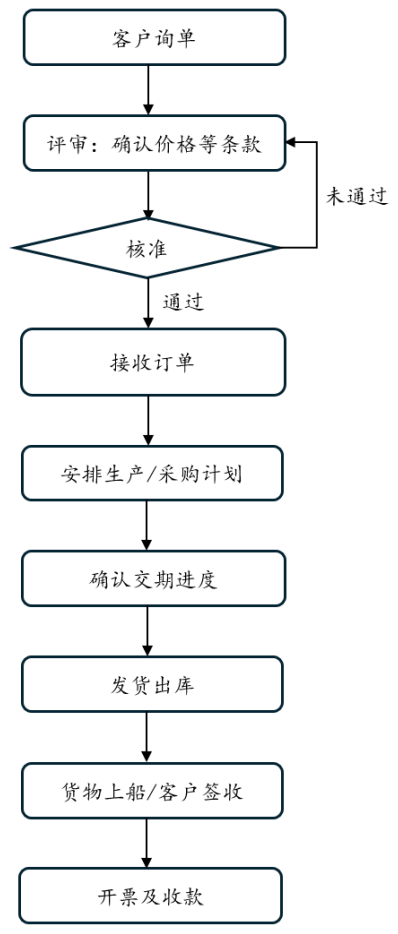 客户询单
评审：确认价格等条款
未通过
核准
通过
接收订单
安排生产/采购计划
确认交期进度
发货出库
货物上船/客户签收
开票及收款